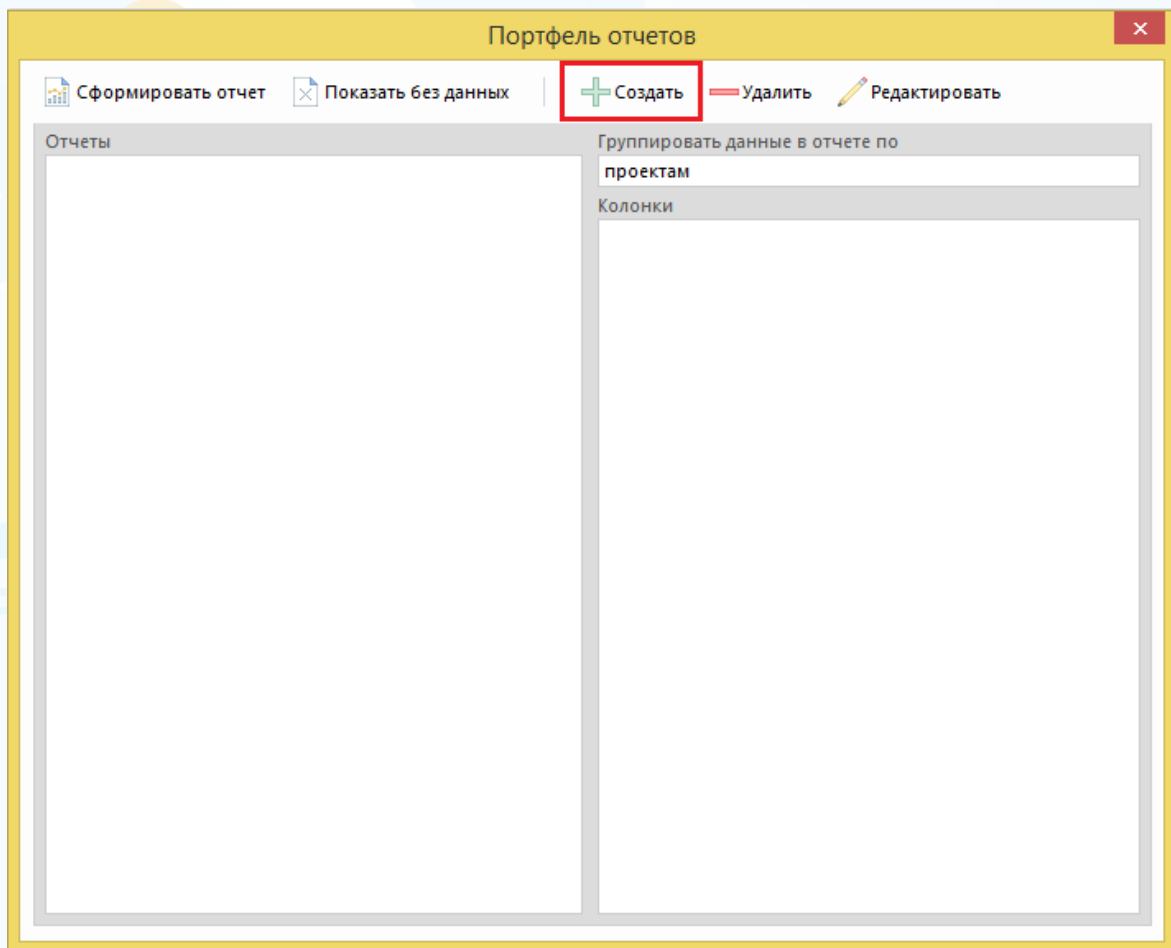 Портфель отчетов
Сформировать отчет Показать без данных Создать Удалить Редактировать
Отчеты
Группировать данные в отчете по
проектам
Колонки